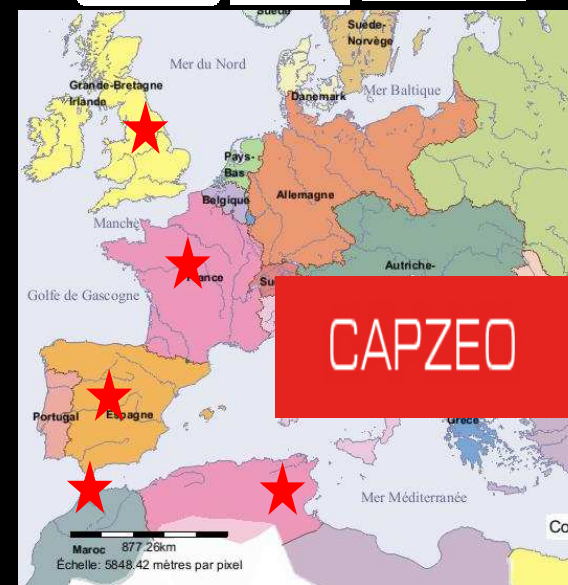 Suède-
Norvège
Mer du Nord
Grande-Bretagne
Irlande
Danemark
Mer Baltique
Pays-
Bas
Belgique
Allemagne
Manche
Autriche-
Golfe de Gascogne
CAPZEO
Portugal
Espagne
Grèce
Mer Méditerranée
Co
Maroc
877.26km
Échelle: 5848.42 mètres par pixel